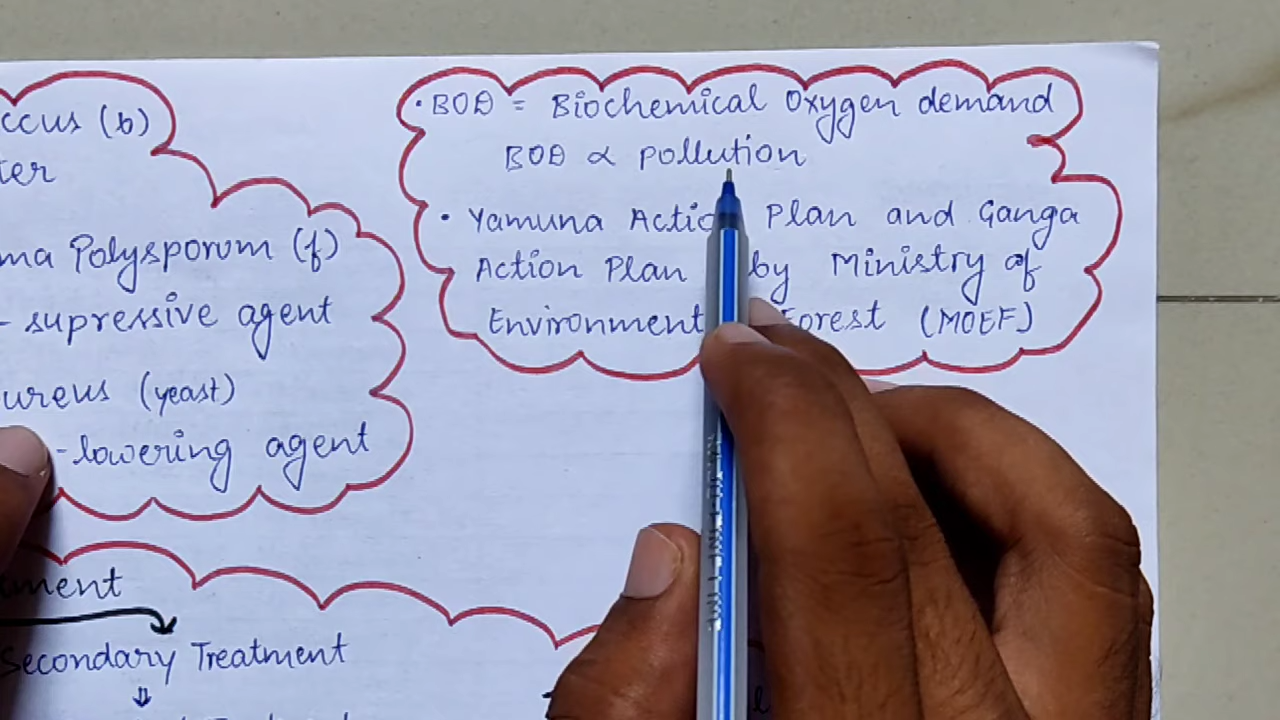 ccus (b)
ter
ma Polysporum (f)
- supressive agent
ureus (yeast)
-lowering agent
• BOD = Biochemical Oxygen demand
BOD ∝ pollution
• Yamuna Actio Plan and Ganga
Action Plan by Ministry of
Environment Forest (MOEF)
ment
Secondary Treatment